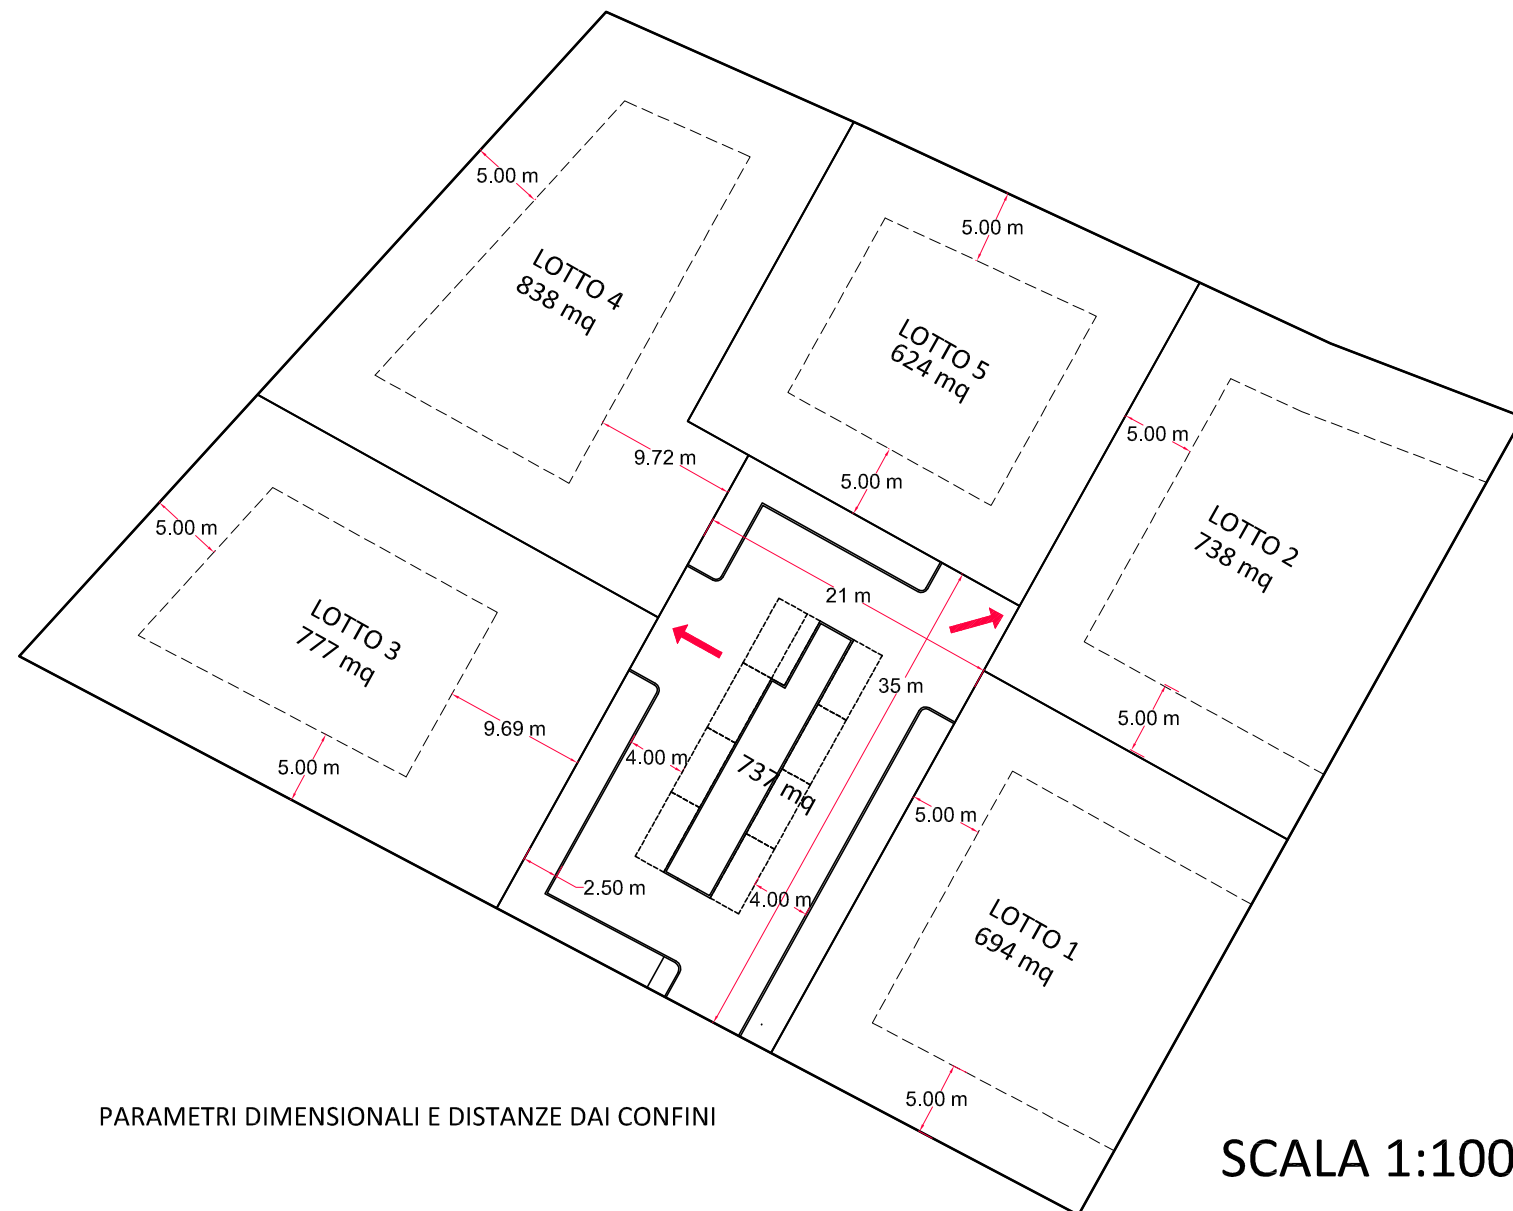 5.00 m
LOTTO 4
838 mq
5.00 m
LOTTO 5
624 mq
5.00 m
9.72 m
5.00 m
LOTTO 2
738 mq
5.00 m
5.00 m
LOTTO 3
777 mq
9.69 m
5.00 m
21 m
35 m
4.00 m
737 mq
4.00 m
2.50 m
5.00 m
LOTTO 1
694 mq
5.00 m
PARAMETRI DIMENSIONALI E DISTANZE DAI CONFINI
SCALA 1:100